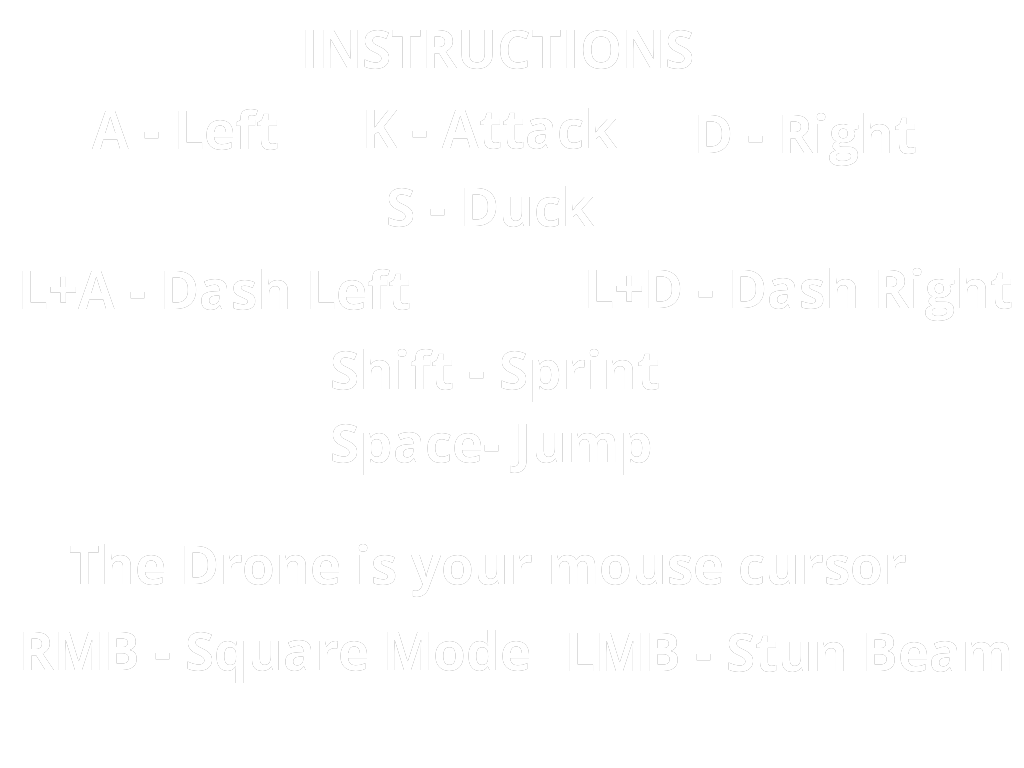 INSTRUCTIONS
A - Left K - Attack D - Right
S - Duck
L+A - Dash Left L+D - Dash Right
Shift - Sprint
Space- Jump
The Drone is your mouse cursor
RMB - Square Mode LMB - Stun Beam